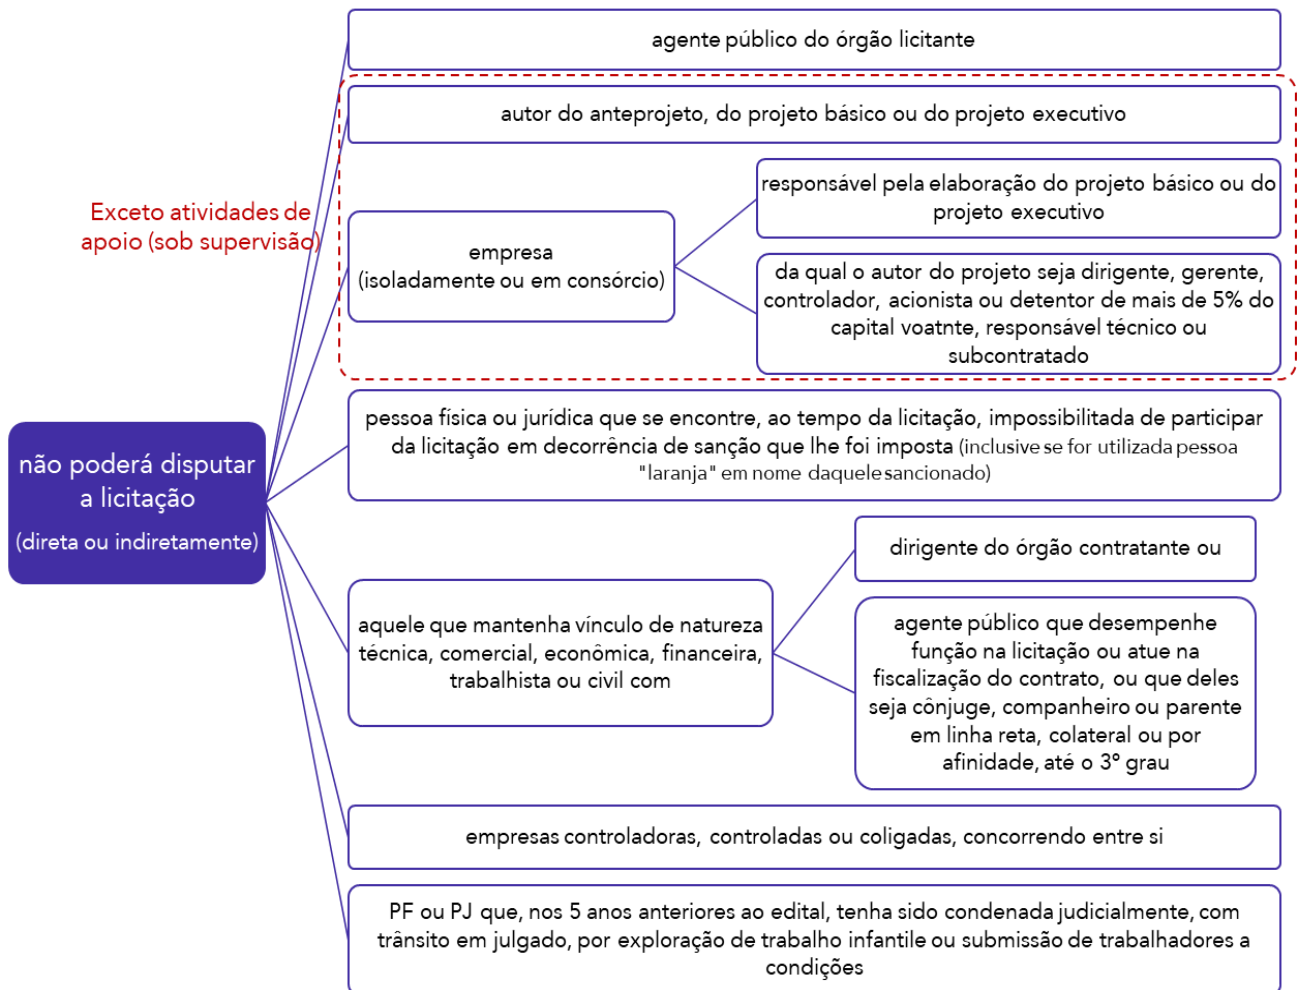 agente público do órgão licitante
autor do anteprojeto, do projeto básico ou do projeto executivo
Exceto atividades de
apoio (sob supervisão)
empresa
(isoladamente ou em consórcio)
responsável pela elaboração do projeto básico ou do
projeto executivo
da qual o autor do projeto seja dirigente, gerente,
controlador, acionista ou detentor de mais de 5% do
capital voatnte, responsável técnico ou
subcontratado
não poderá disputar
a licitação
(direta ou indiretamente)
pessoa física ou jurídica que se encontre, ao tempo da licitação, impossibilitada de participar
da licitação em decorrência de sanção que lhe foi imposta (inclusive se for utilizada pessoa
"laranja" em nome daquele sancionado)
aquele que mantenha vínculo de natureza
técnica, comercial, econômica, financeira,
trabalhista ou civil com
dirigente do órgão contratante ou
agente público que desempenhe
função na licitação ou atue na
fiscalização do contrato, ou que deles
seja cônjuge, companheiro ou parente
em linha reta, colateral ou por
afinidade, até o 3º grau
empresas controladoras, controladas ou coligadas, concorrendo entre si
PF ou PJ que, nos 5 anos anteriores ao edital, tenha sido condenada judicialmente, com
trânsito em julgado, por exploração de trabalho infantile ou submissão de trabalhadores a
condições